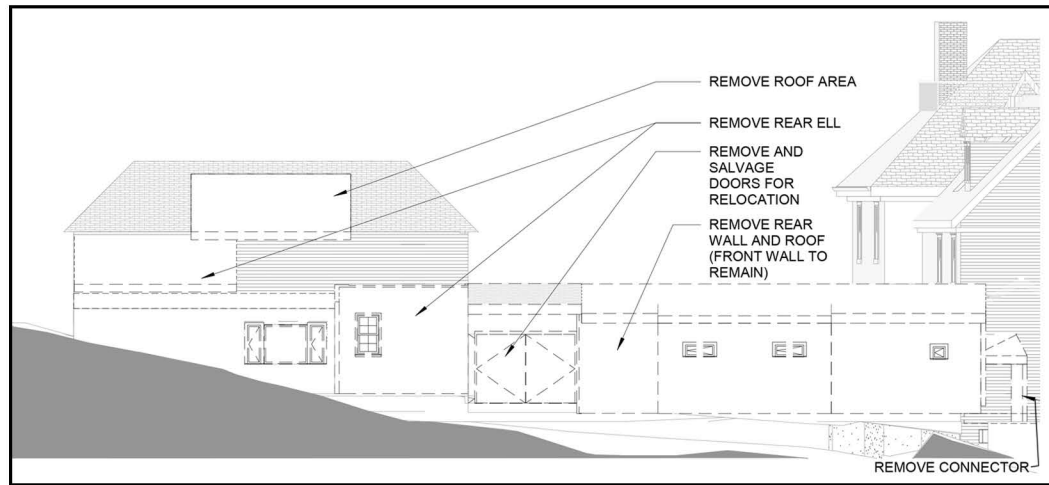 REMOVE ROOF AREA
REMOVE REAR ELL
REMOVE AND
SALVAGE
DOORS FOR
RELOCATION
REMOVE REAR
WALL AND ROOF
(FRONT WALL TO
REMAIN)
REMOVE CONNECTOR